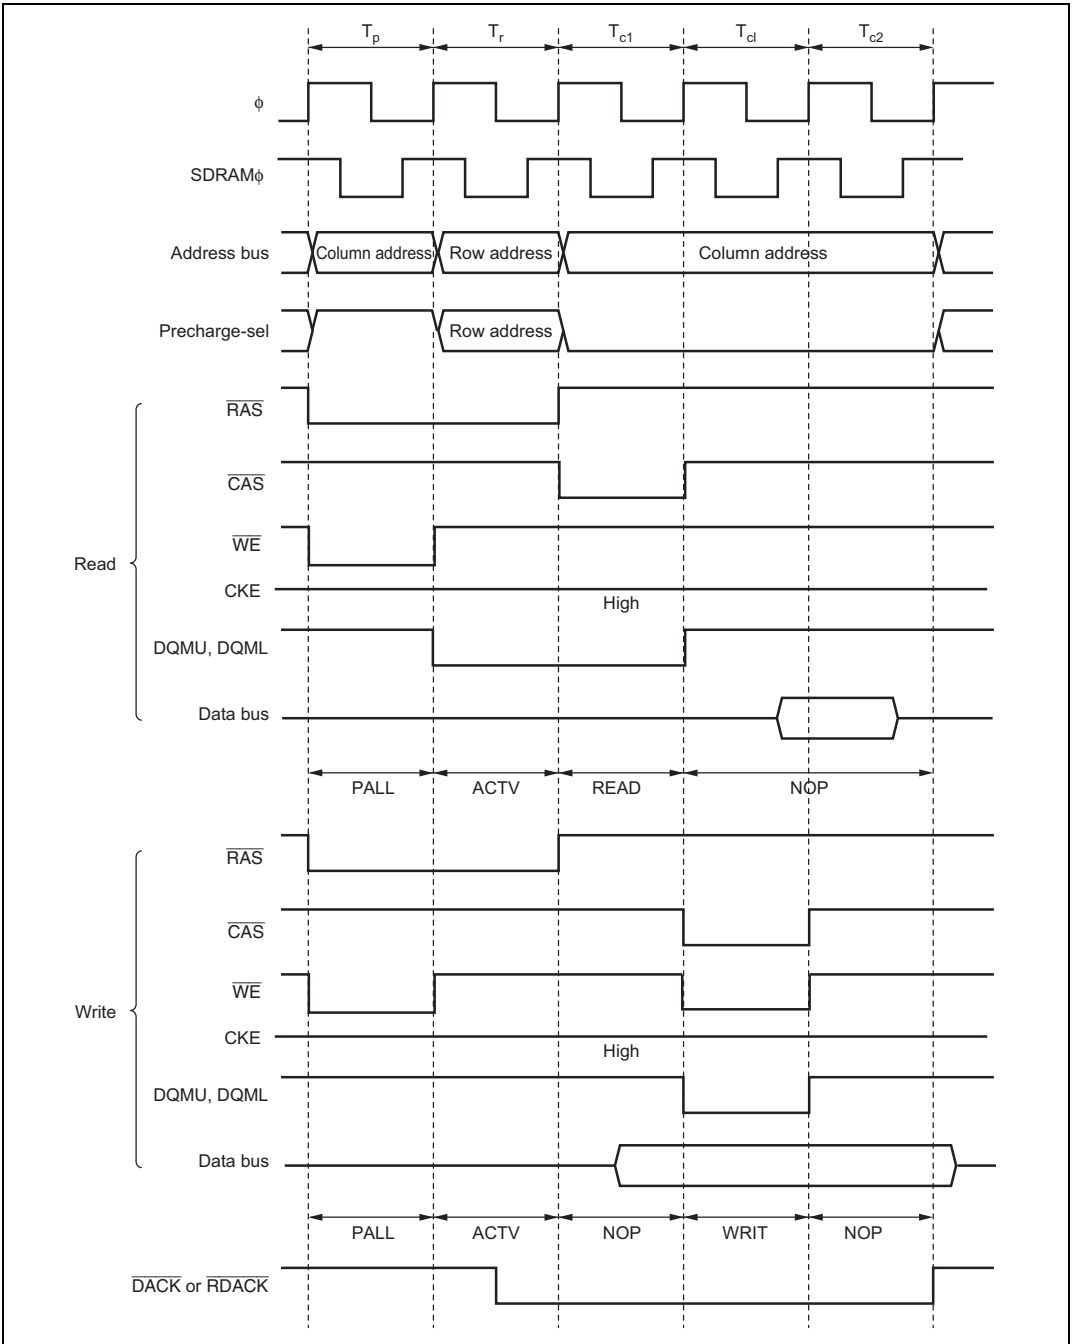 Tp Tr Tc1 Tcl Tc2
ϕ
SDRAMϕ
Address bus Column address Row address Column address
Precharge-sel Row address
Read
RAS
CAS
WE
CKE High
DQMU, DQML
Data bus
PALL ACTV READ NOP
Write
RAS
CAS
WE
CKE High
DQMU, DQML
Data bus
PALL ACTV NOP WRIT NOP
DACK or RDACK